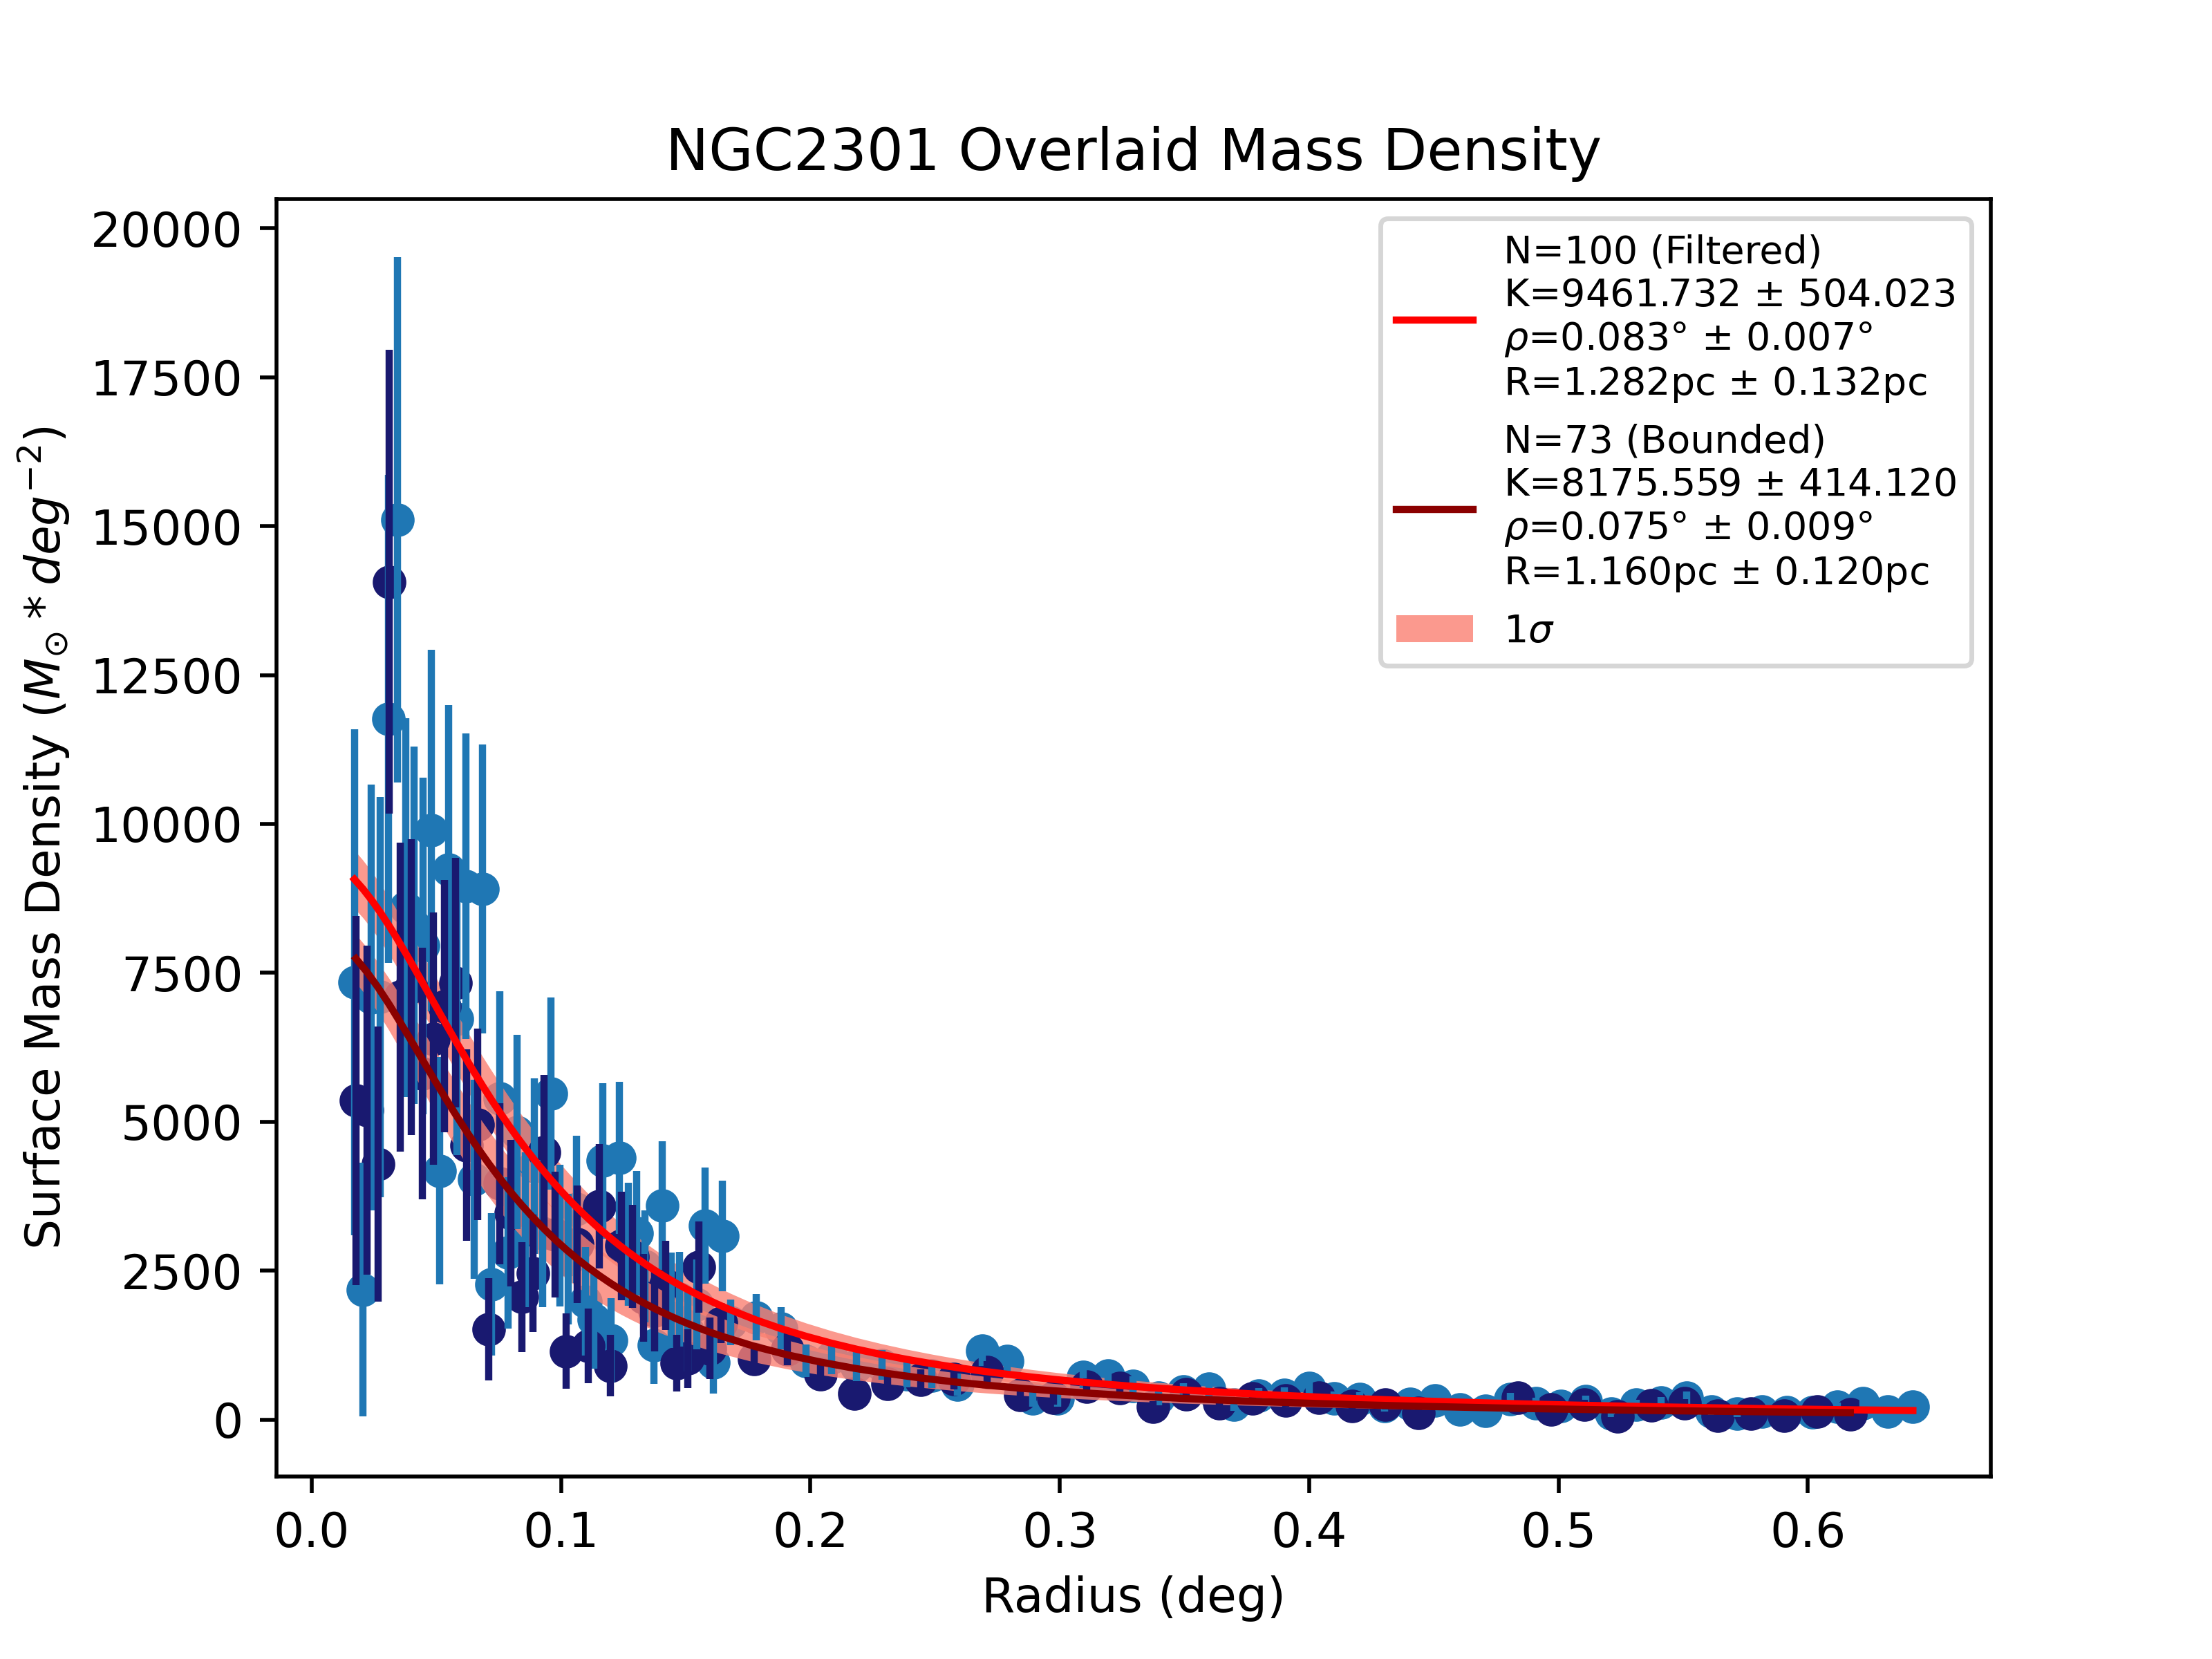 NGC2301 Overlaid Mass Density
20000
17500
15000
12500
10000
7500
5000
2500
0
Surface Mass Density (M⊙ * deg⁻²)
N=100 (Filtered)
K=9461.732 ± 504.023
ρ=0.083° ± 0.007°
R=1.282pc ± 0.132pc
N=73 (Bounded)
K=8175.559 ± 414.120
ρ=0.075° ± 0.009°
R=1.160pc ± 0.120pc
1σ
0.0 0.1 0.2 0.3 0.4 0.5 0.6
Radius (deg)